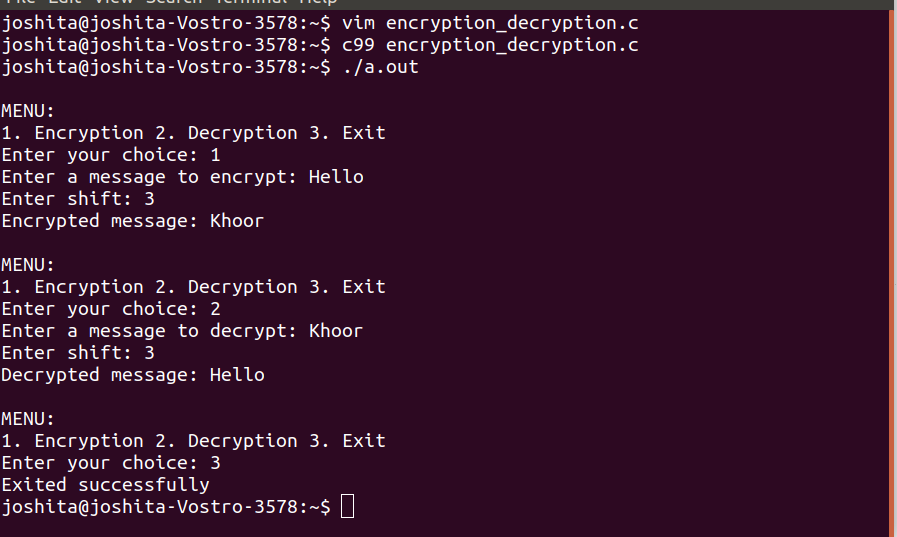 File Edit View Search Terminal Help
joshita@joshita-Vostro-3578:~$ vim encryption_decryption.c
joshita@joshita-Vostro-3578:~$ c99 encryption_decryption.c
joshita@joshita-Vostro-3578:~$ ./a.out
MENU:
1. Encryption 2. Decryption 3. Exit
Enter your choice: 1
Enter a message to encrypt: Hello
Enter shift: 3
Encrypted message: Khoor
MENU:
1. Encryption 2. Decryption 3. Exit
Enter your choice: 2
Enter a message to decrypt: Khoor
Enter shift: 3
Decrypted message: Hello
MENU:
1. Encryption 2. Decryption 3. Exit
Enter your choice: 3
Exited successfully
joshita@joshita-Vostro-3578:~$